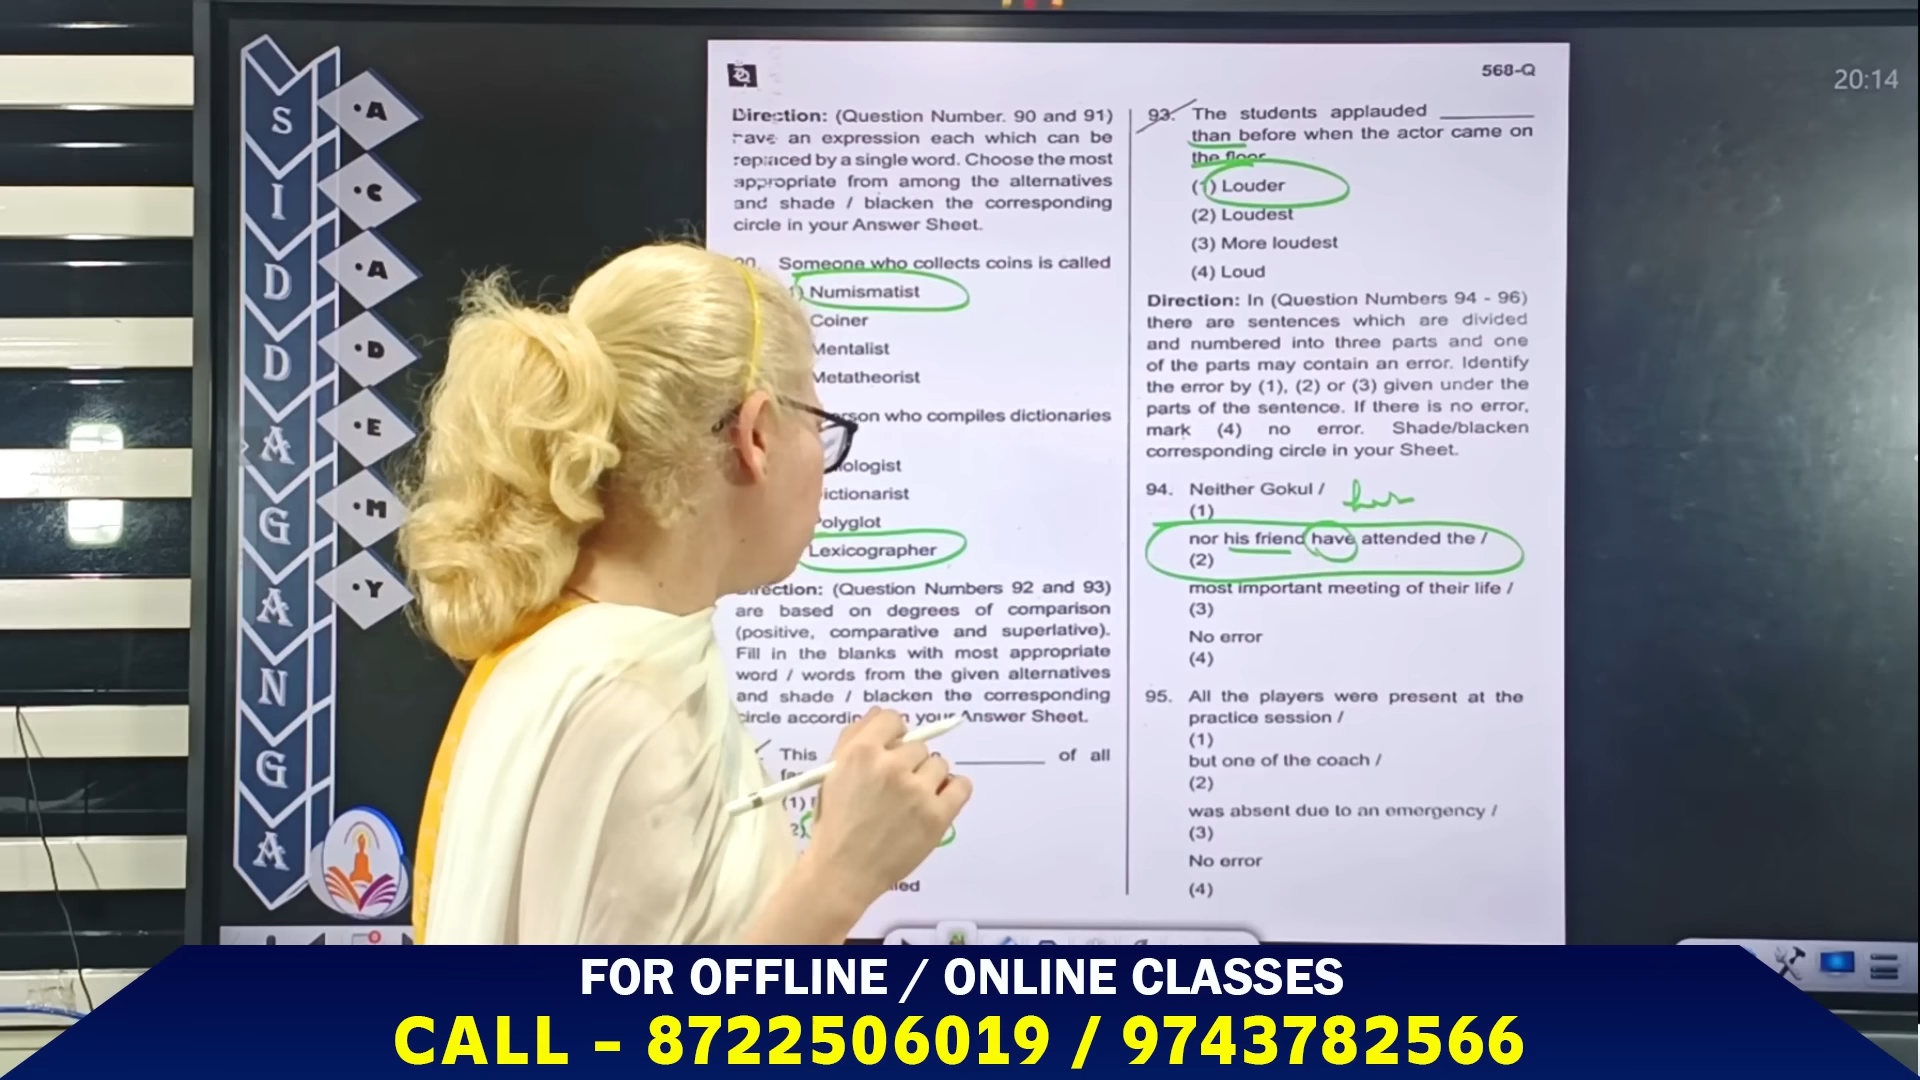 SIDDAGANGA
• A
• C
• A
• D
• E
• M
• Y
568-Q
20:14
Direction: (Question Number. 90 and 91)
have an expression each which can be
replaced by a single word. Choose the most
appropriate from among the alternatives
and shade / blacken the corresponding
circle in your Answer Sheet.
Someone who collects coins is called
Numismatist
Coiner
Mentalist
Metatheorist
who compiles dictionaries
Polyglot
Lexicographer
Direction: (Question Numbers 92 and 93)
are based on degrees of comparison
(positive, comparative and superlative).
Fill in the blanks with most appropriate
word / words from the given alternatives
and shade / blacken the corresponding
circle your Answer Sheet.
This ________ of all
(1)
93. The students applauded ________
than before when the actor came on
the floor
(1) Louder
(2) Loudest
(3) More loudest
(4) Loud
Direction: In (Question Numbers 94 - 96)
there are sentences which are divided
and numbered into three parts and one
of the parts may contain an error. Identify
the error by (1), (2) or (3) given under the
parts of the sentence. If there is no error,
mark (4) no error. Shade/blacken
corresponding circle in your Sheet.
94. Neither Gokul / has
(1)
nor his friend have attended the /
(2)
most important meeting of their life /
(3)
No error
(4)
95. All the players were present at the
practice session /
(1)
but one of the coach /
(2)
was absent due to an emergency /
(3)
No error
(4)
FOR OFFLINE / ONLINE CLASSES
CALL – 8722506019 / 9743782566